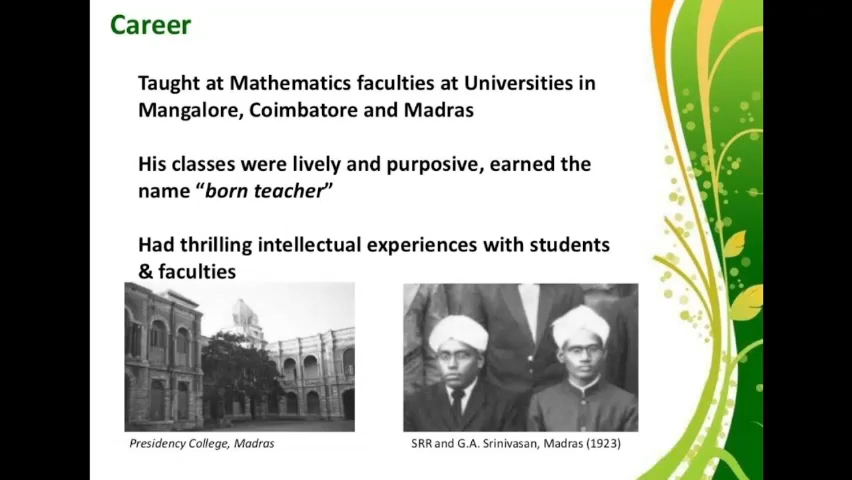 Career
Taught at Mathematics faculties at Universities in
Mangalore, Coimbatore and Madras
His classes were lively and purposive, earned the
name “born teacher”
Had thrilling intellectual experiences with students
& faculties
Presidency College, Madras
SRR and G.A. Srinivasan, Madras (1923)